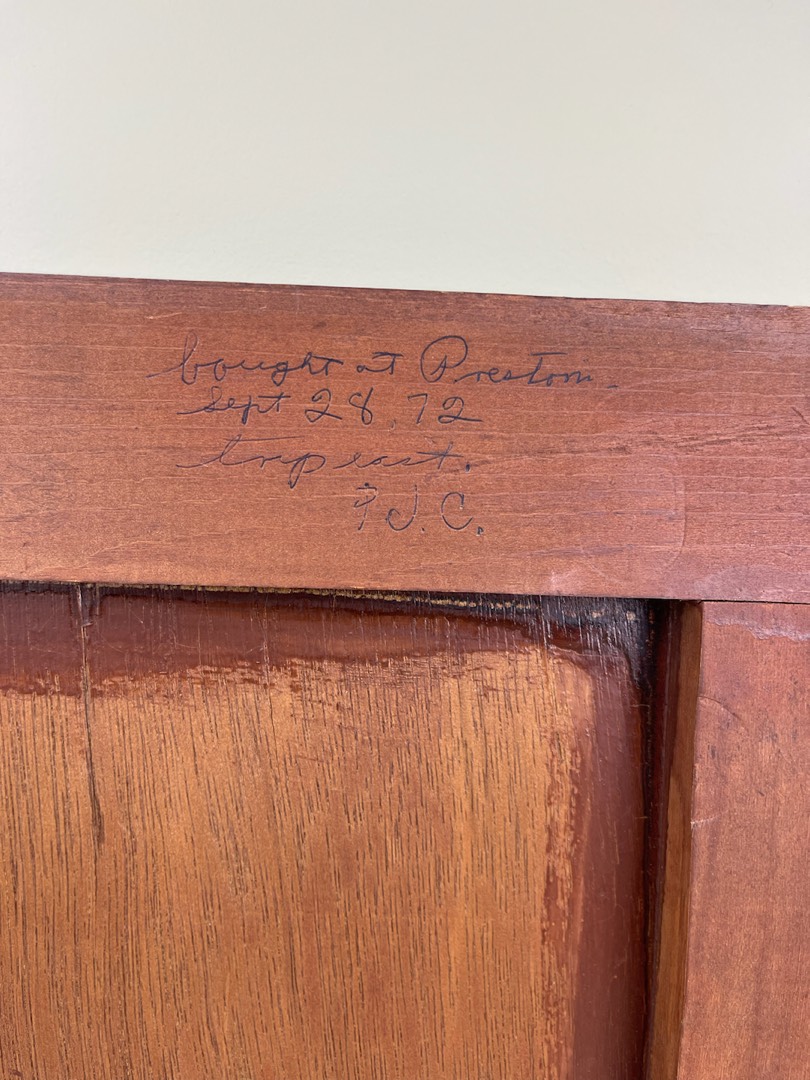 bought at Preston
Sept 28, 72
trip east.
P.J.C.